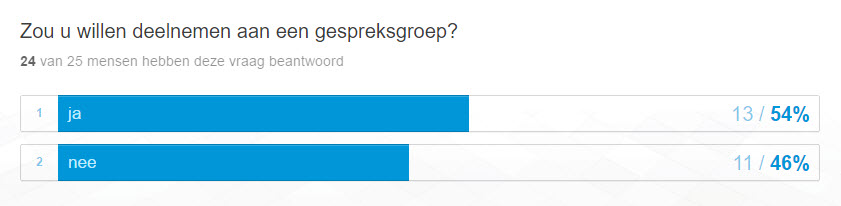 Zou u willen deelnemen aan een gespreksgroep?
24 van 25 mensen hebben deze vraag beantwoord
1 ja 13 / 54%
2 nee 11 / 46%